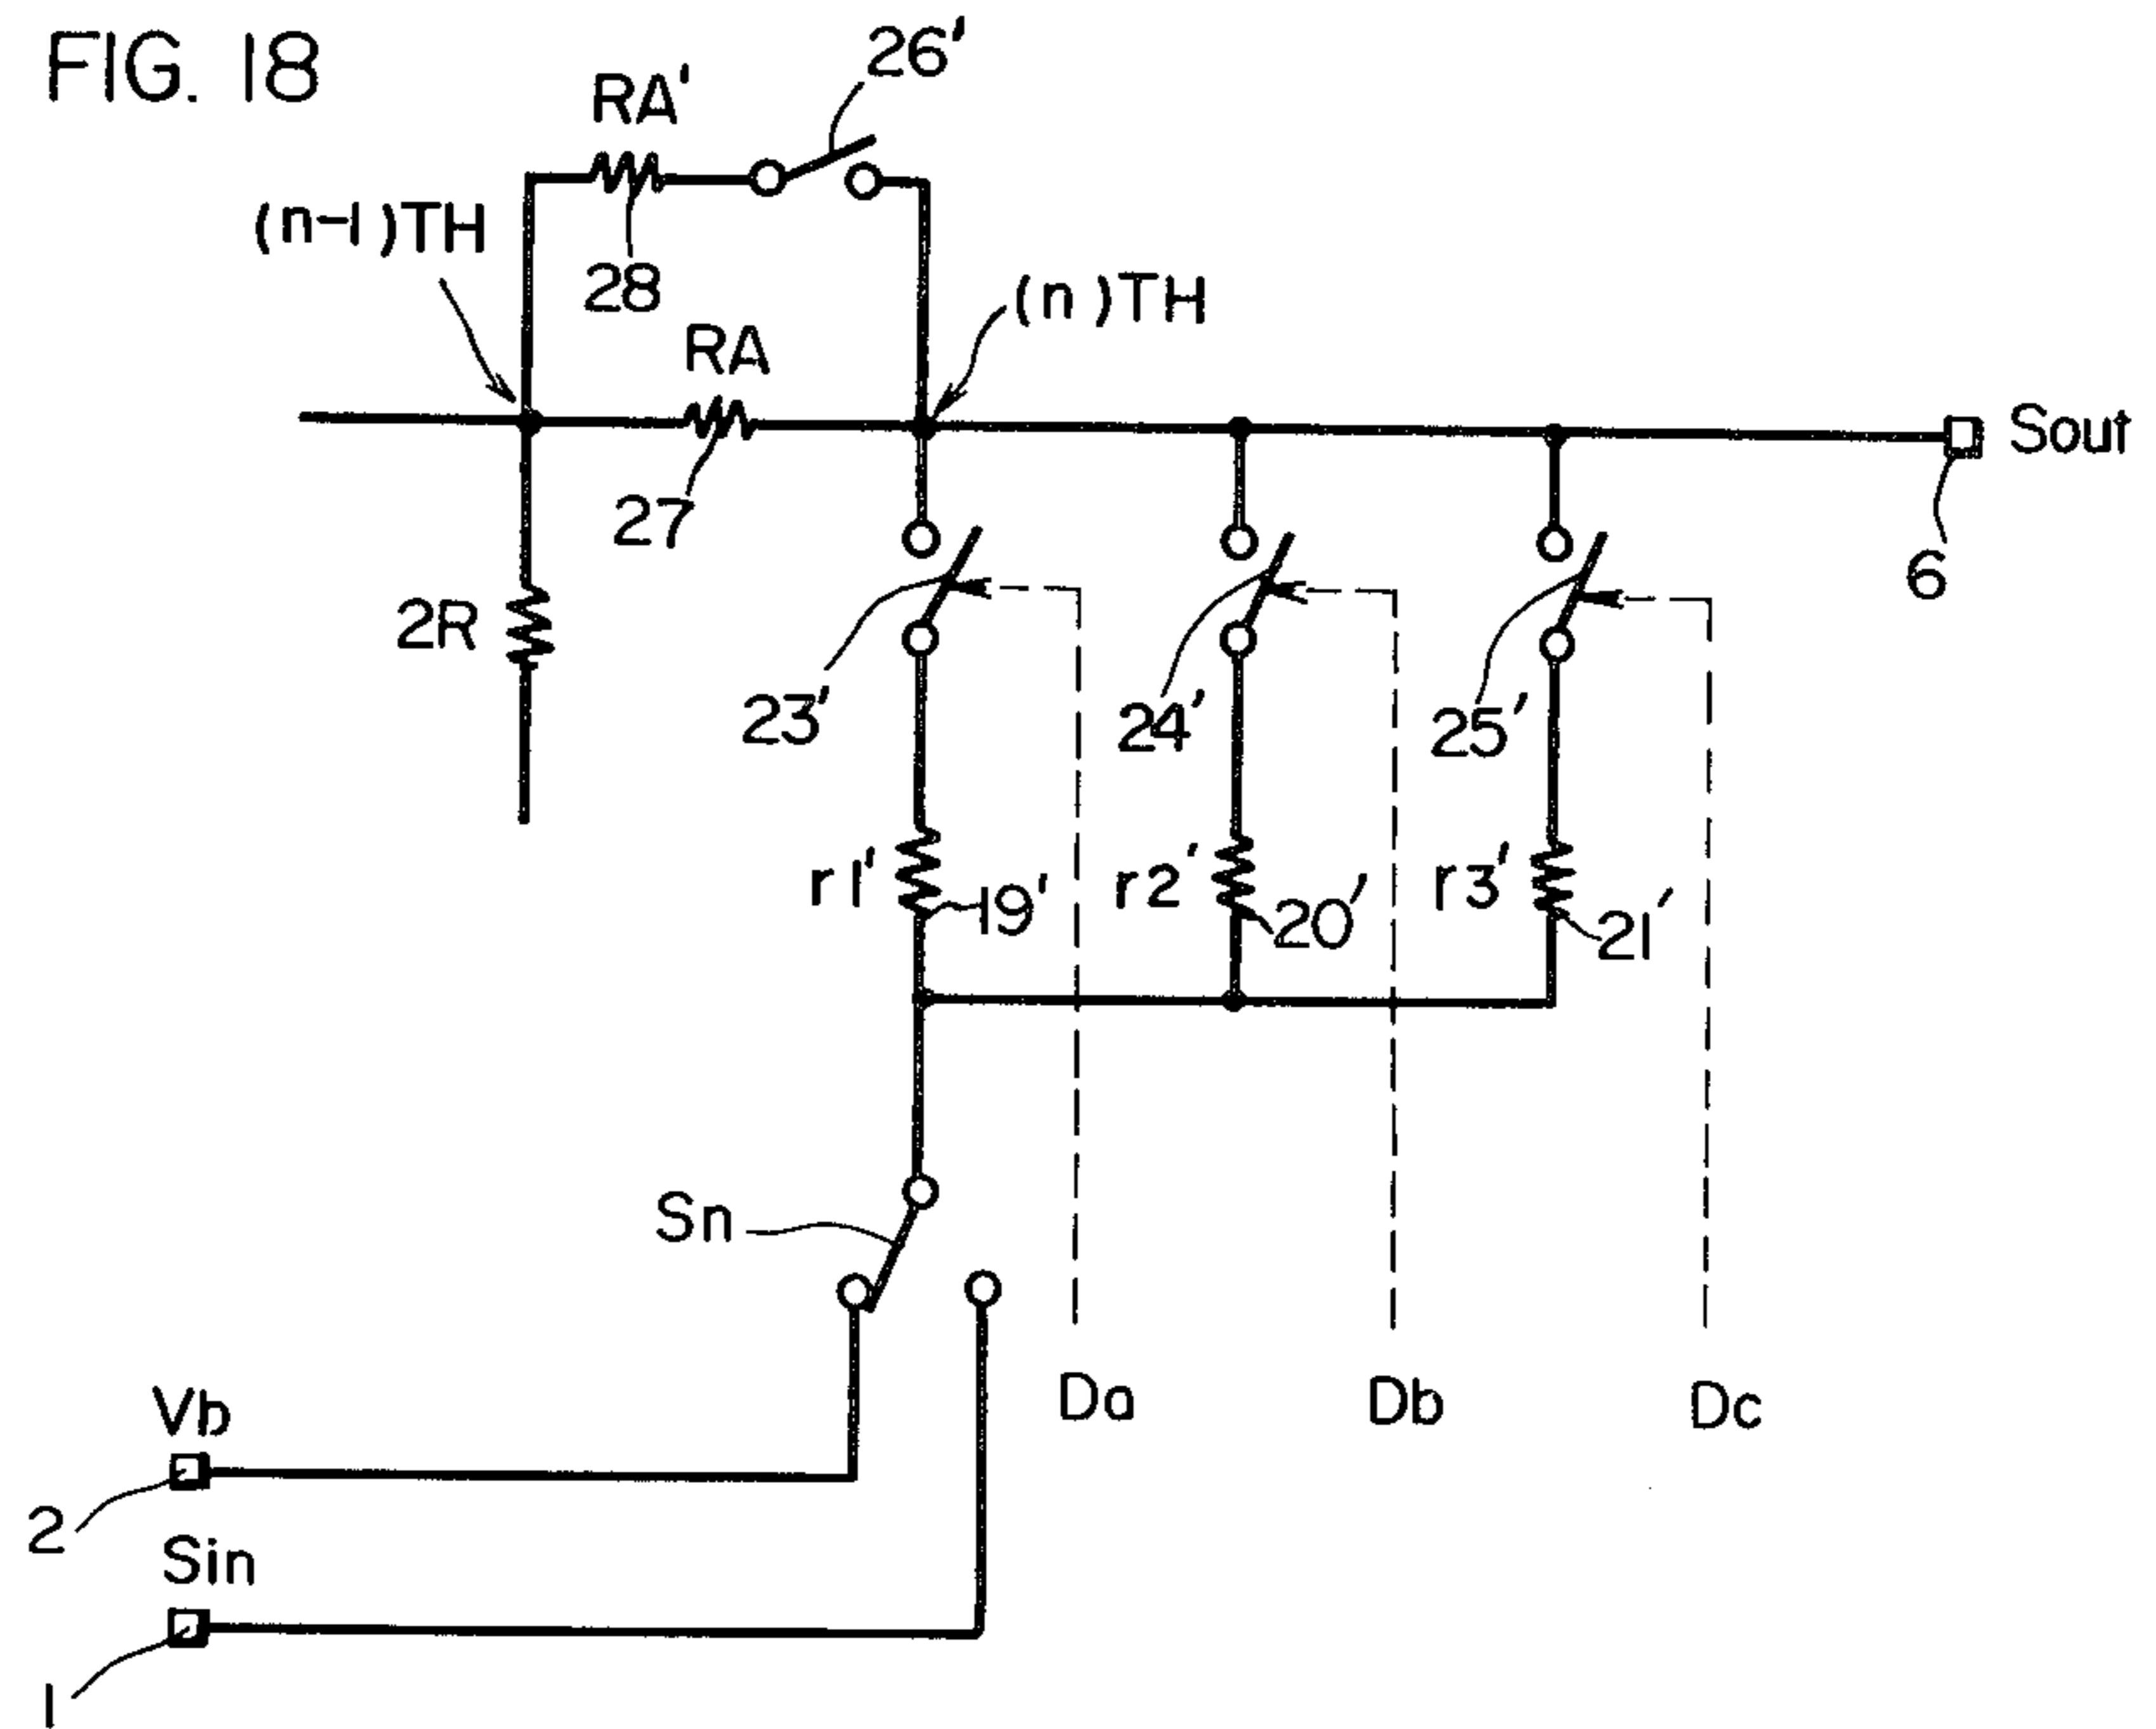 FIG. 18
26'
RA'
(n-1)TH
28
(n)TH
RA
Sout
27
6
2R
23'
24'
25'
r1'
19'
r2'
20'
r3'
21'
Sn
Da
Db
Dc
Vb
2
Sin
1